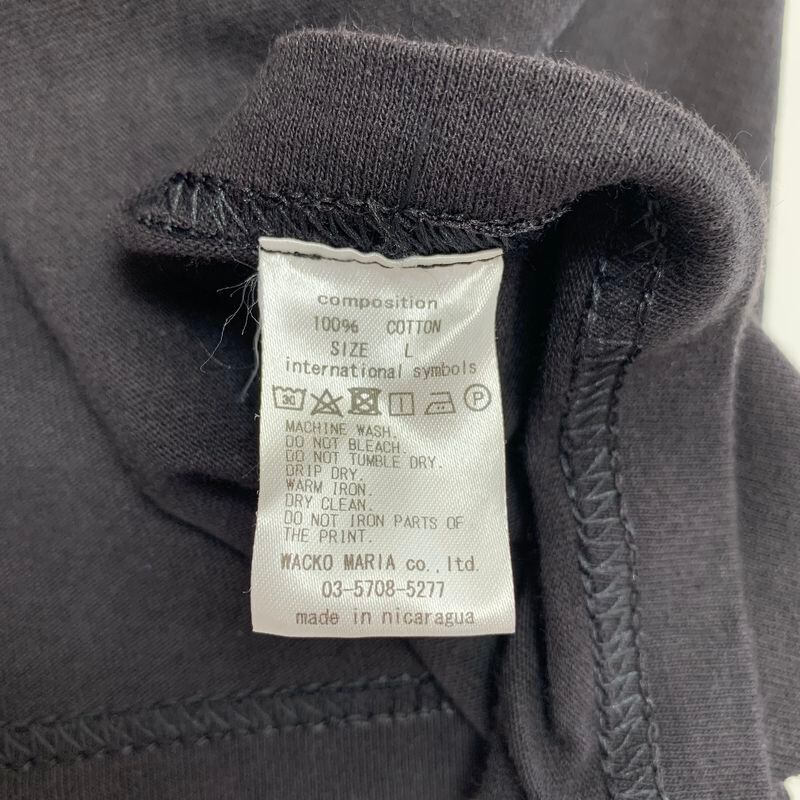 composition
100% COTTON
SIZE L
international symbols
30 P
MACHINE WASH.
DO NOT BLEACH.
DO NOT TUMBLE DRY.
DRIP DRY.
WARM IRON.
DRY CLEAN.
DO NOT IRON PARTS OF
THE PRINT.
WACKO MARIA co.,ltd.
03-5708-5277
made in nicaragua